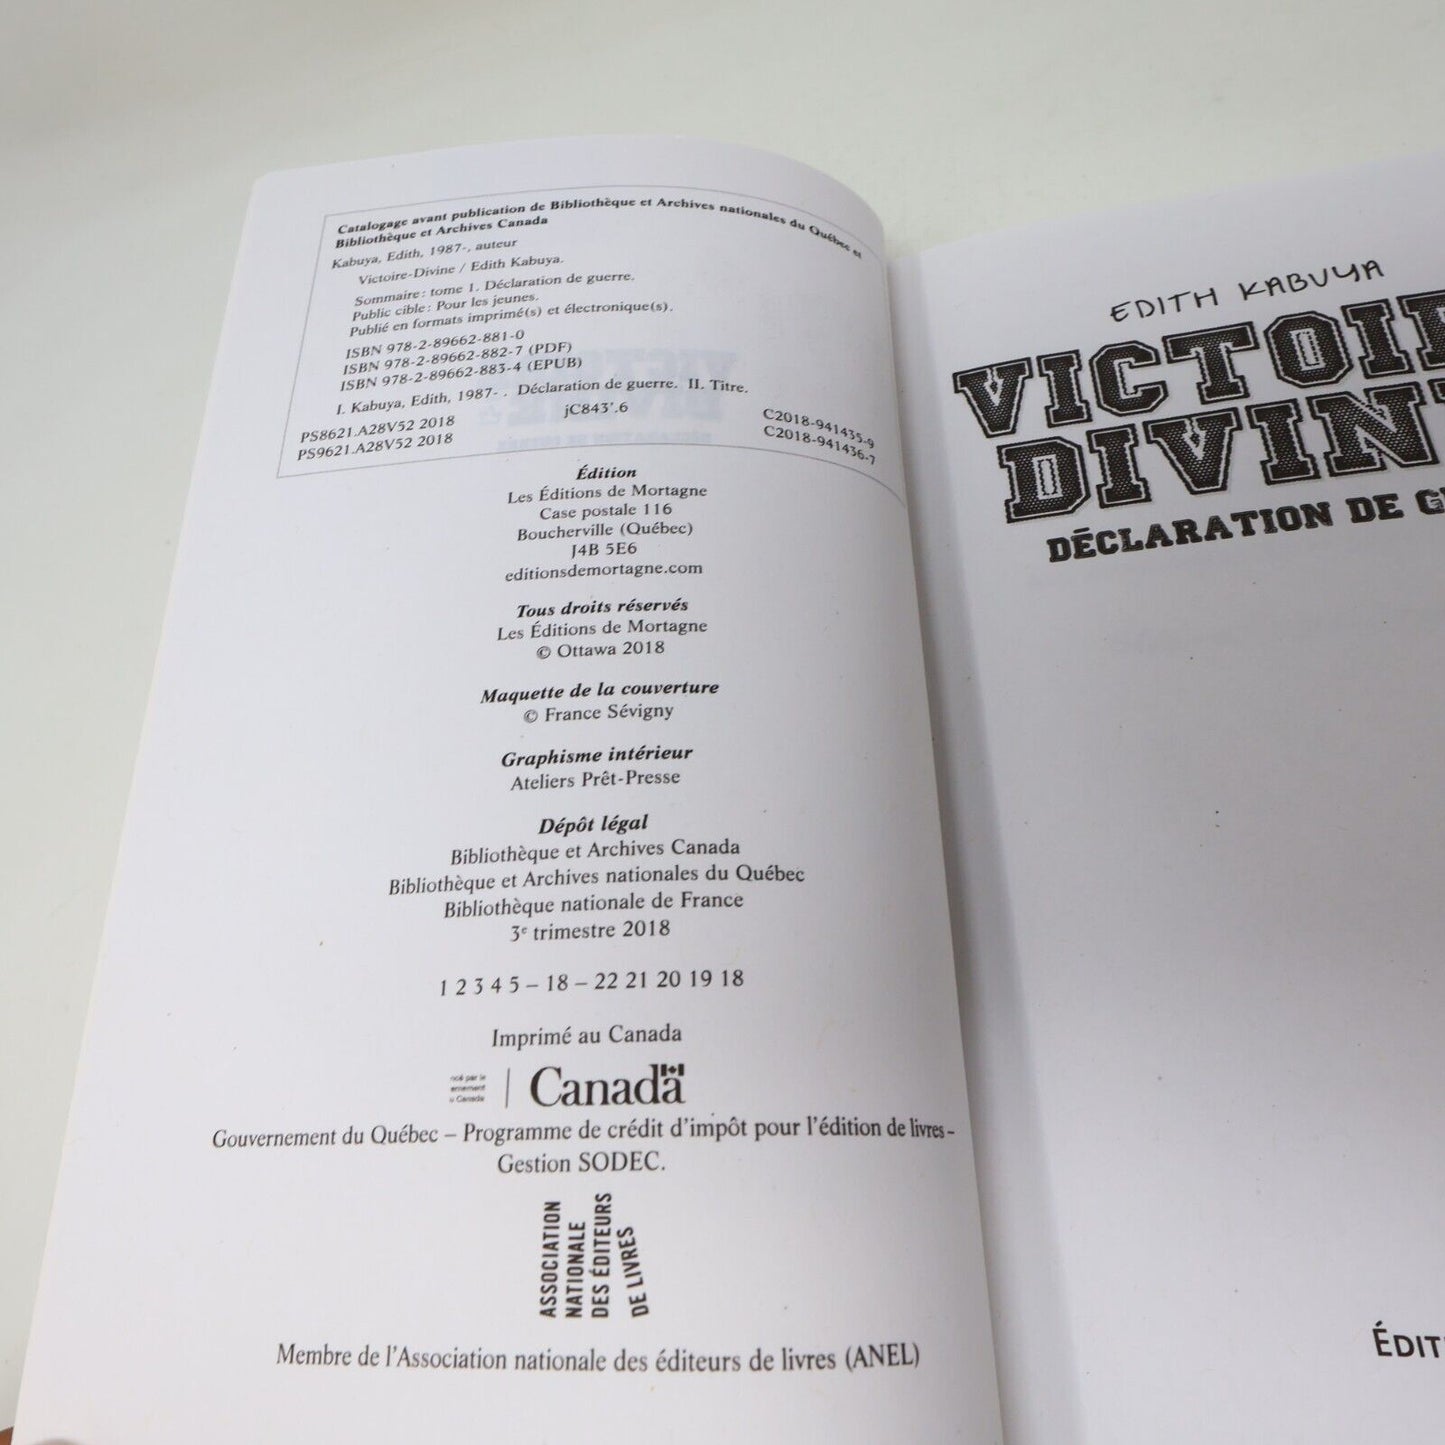 Catalogage avant publication de Bibliothèque et Archives nationales du Québec et
Bibliothèque et Archives Canada
Kabuya, Edith, 1987-, auteur
Victoire-Divine / Edith Kabuya.
Sommaire : tome 1. Déclaration de guerre.
Public cible : Pour les jeunes.
Publié en formats imprimé(s) et électronique(s).
ISBN 978-2-89662-881-0
ISBN 978-2-89662-882-7 (PDF)
ISBN 978-2-89662-883-4 (EPUB)
I. Kabuya, Edith, 1987- . Déclaration de guerre. II. Titre.
PS8621.A28V52 2018 jC843'.6 C2018-941435-9
PS9621.A28V52 2018 C2018-941436-7
Édition
Les Éditions de Mortagne
Case postale 116
Boucherville (Québec)
J4B 5E6
editionsdemortagne.com
Tous droits réservés
Les Éditions de Mortagne
© Ottawa 2018
Maquette de la couverture
© France Sévigny
Graphisme intérieur
Ateliers Prêt-Presse
Dépôt légal
Bibliothèque et Archives Canada
Bibliothèque et Archives nationales du Québec
Bibliothèque nationale de France
3e trimestre 2018
1 2 3 4 5 – 18 – 22 21 20 19 18
Imprimé au Canada
ncé par le
ernement
u Canada
Canada
Gouvernement du Québec – Programme de crédit d'impôt pour l'édition de livres –
Gestion SODEC.
ASSOCIATION
NATIONALE
DES ÉDITEURS
DE LIVRES
Membre de l'Association nationale des éditeurs de livres (ANEL)
EDITH KABUYA
VICTOI
DIVIN
DÉCLARATION DE G
ÉDIT